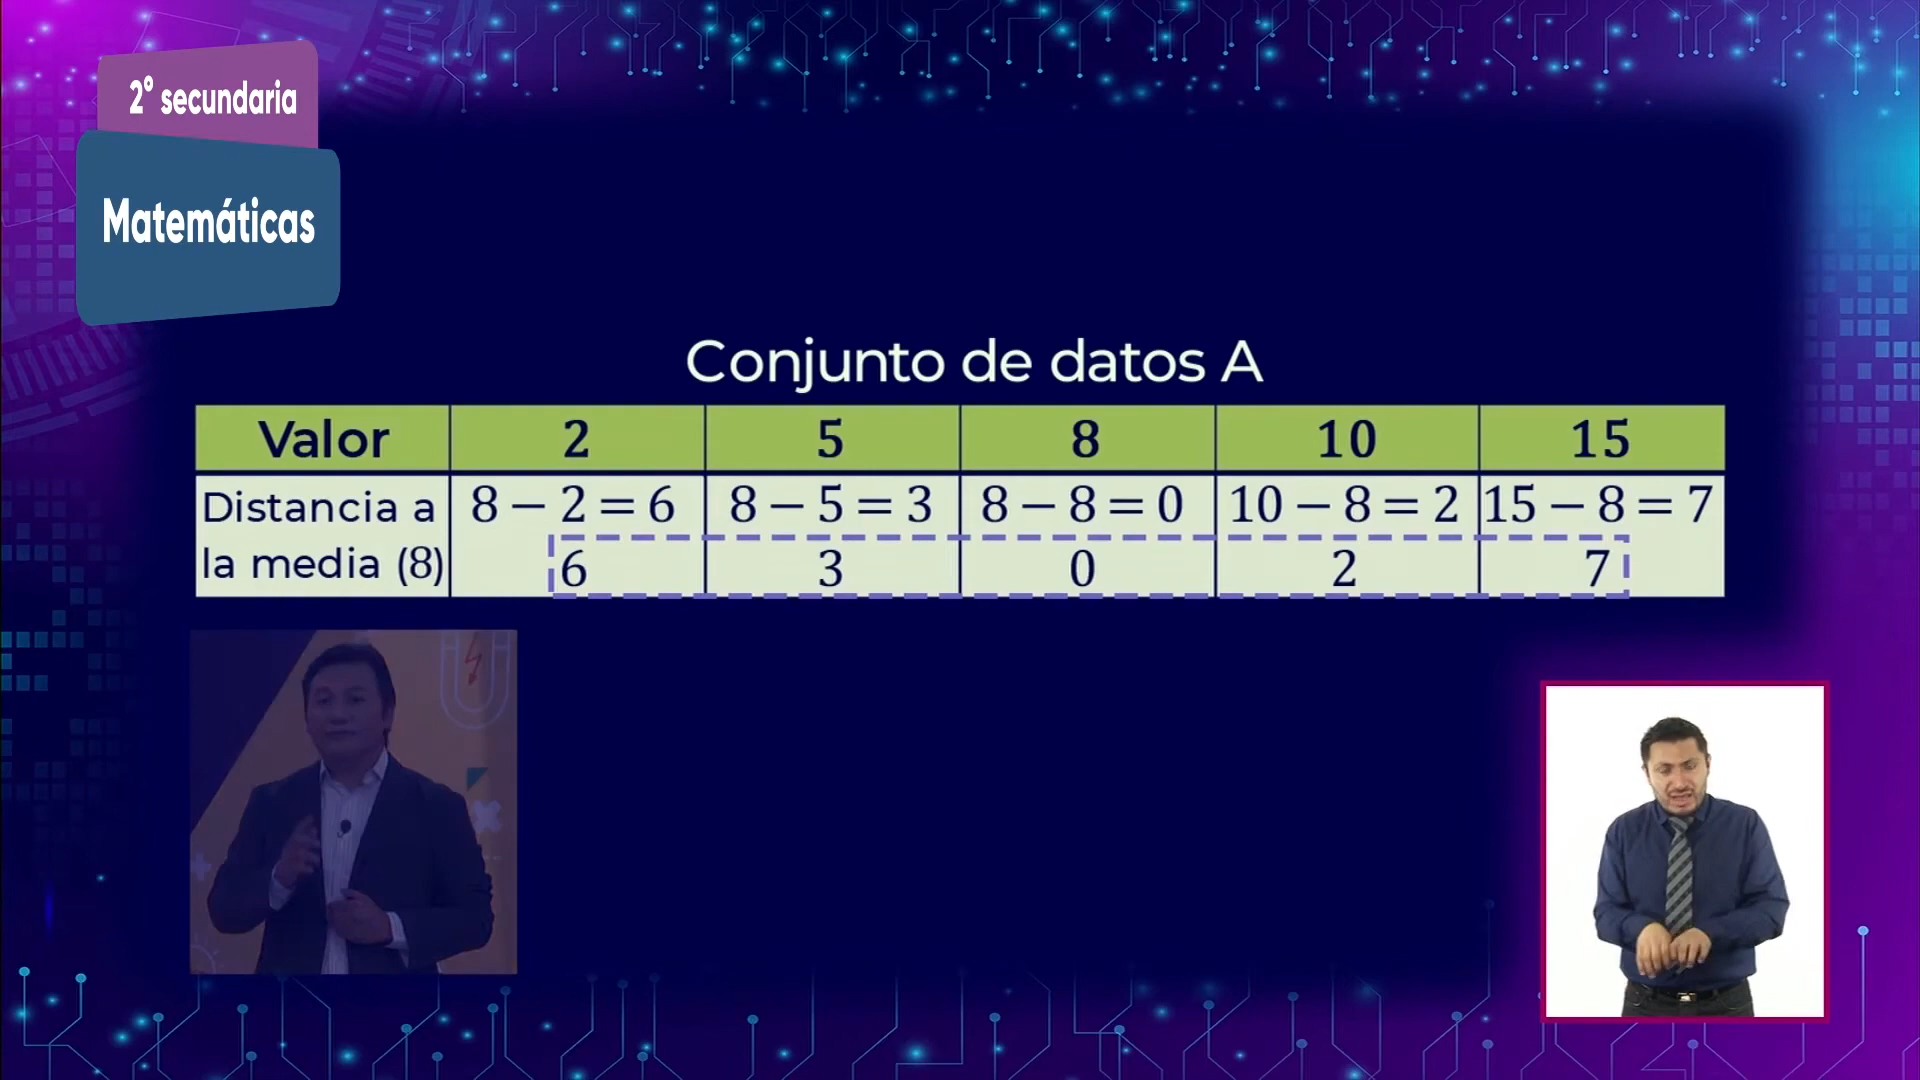 2° secundaria
Matemáticas
Conjunto de datos A
Valor 2 5 8 10 15
Distancia a la media (8) 8 − 2 = 6 8 − 5 = 3 8 − 8 = 0 10 − 8 = 2 15 − 8 = 7
6 3 0 2 7